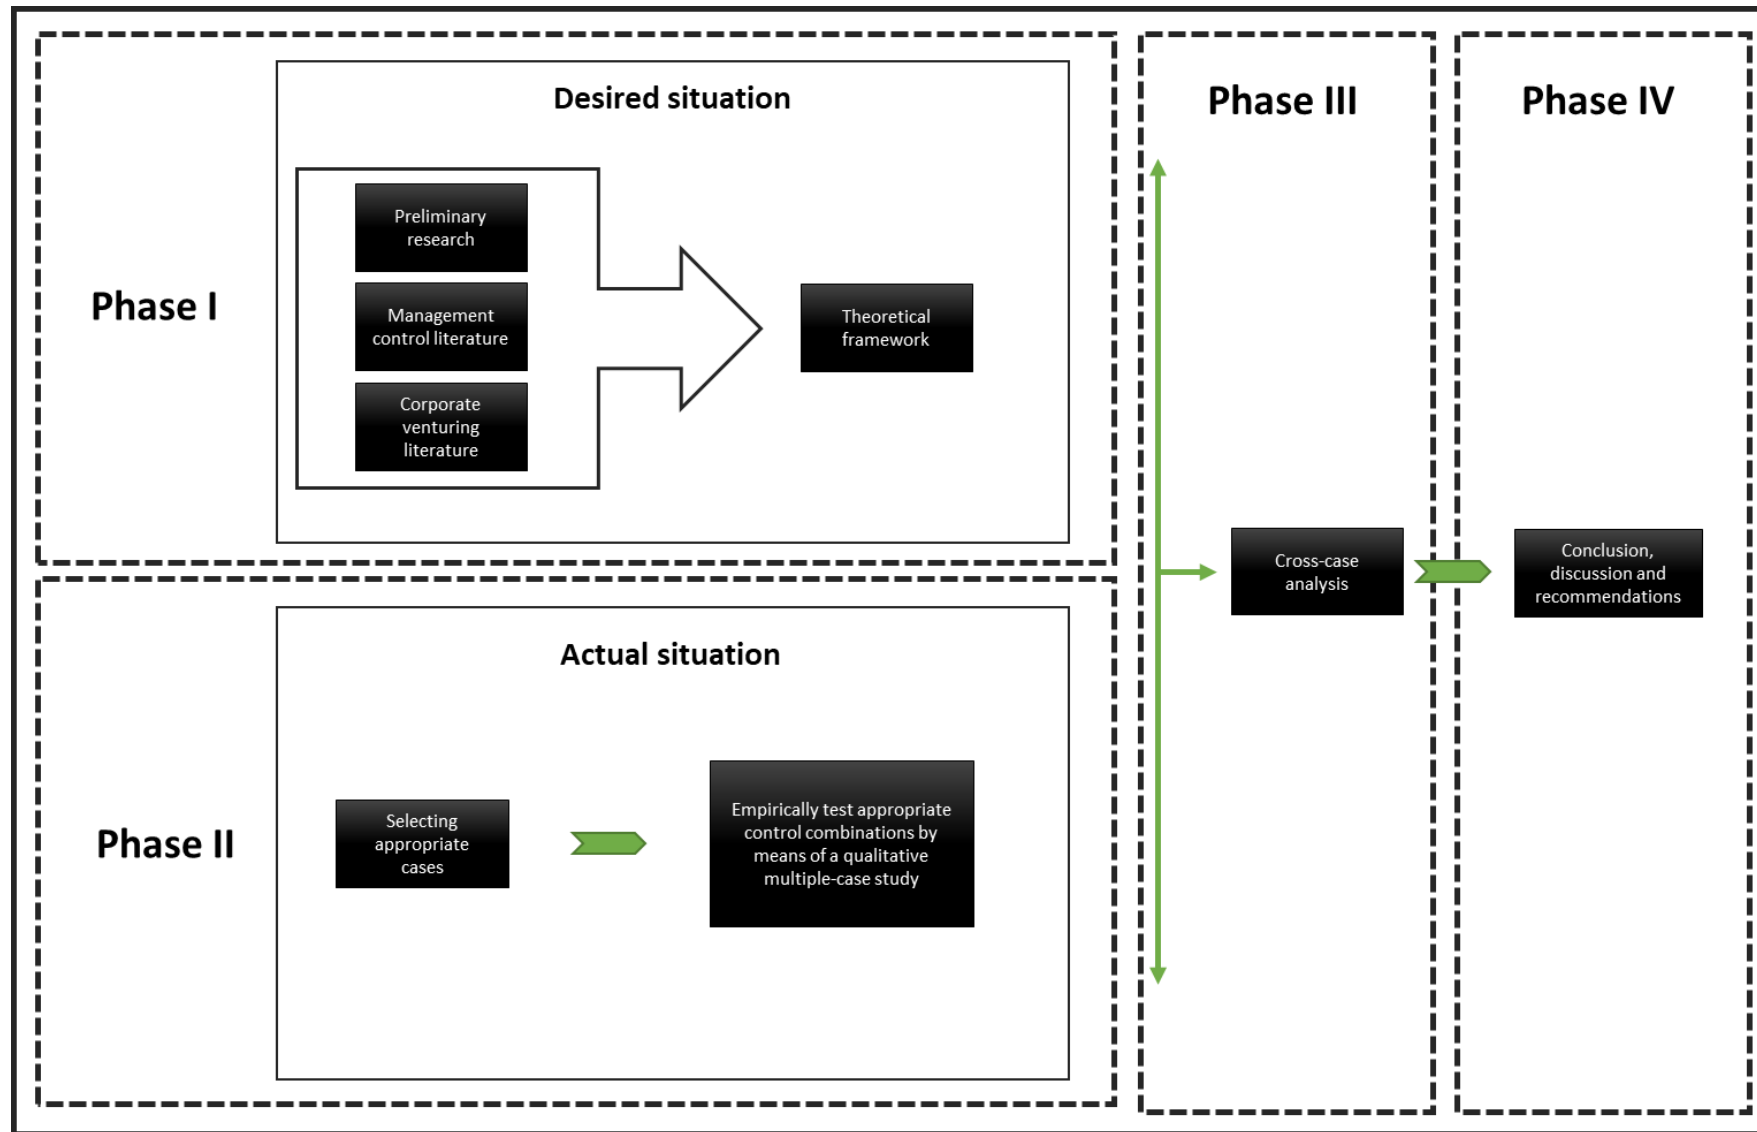 Phase I
Desired situation
Preliminary
research
Management
control literature
Corporate
venturing
literature
Theoretical
framework
Phase II
Actual situation
Selecting
appropriate
cases
Empirically test appropriate
control combinations by
means of a qualitative
multiple-case study
Phase III
Cross-case
analysis
Phase IV
Conclusion,
discussion and
recommendations